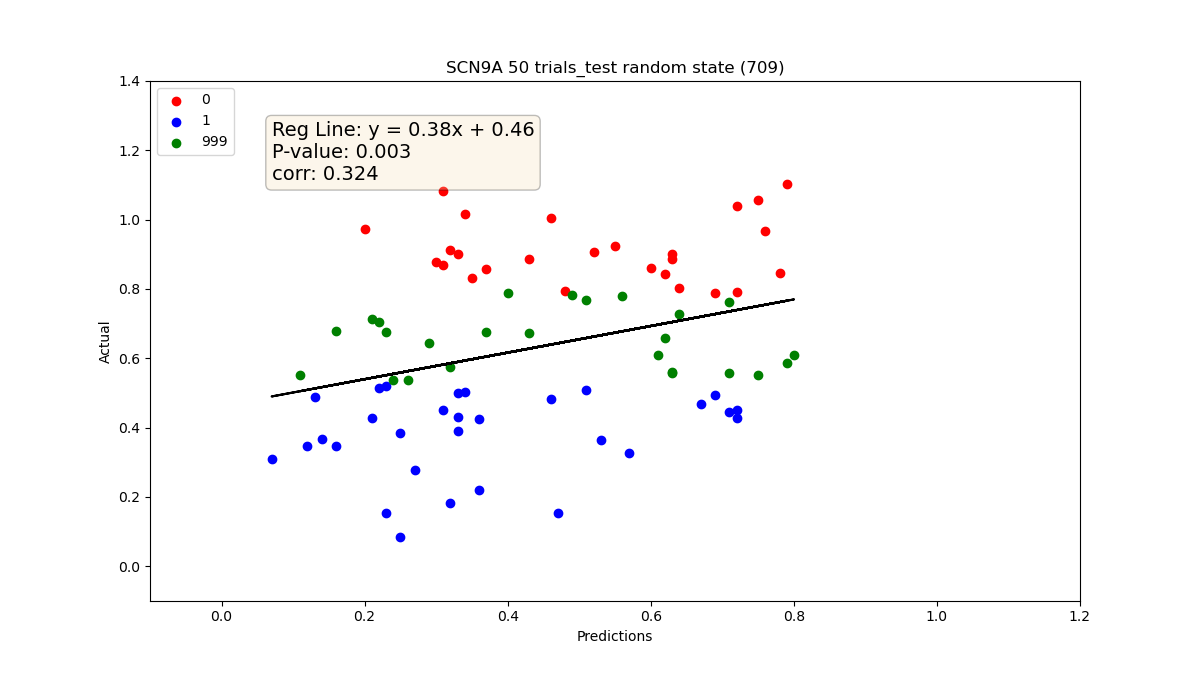 SCN9A 50 trials_test random state (709)
0
1
999
Reg Line: y = 0.38x + 0.46
P-value: 0.003
corr: 0.324
1.4
1.2
1.0
0.8
0.6
0.4
0.2
0.0
Actual
0.0 0.2 0.4 0.6 0.8 1.0 1.2
Predictions